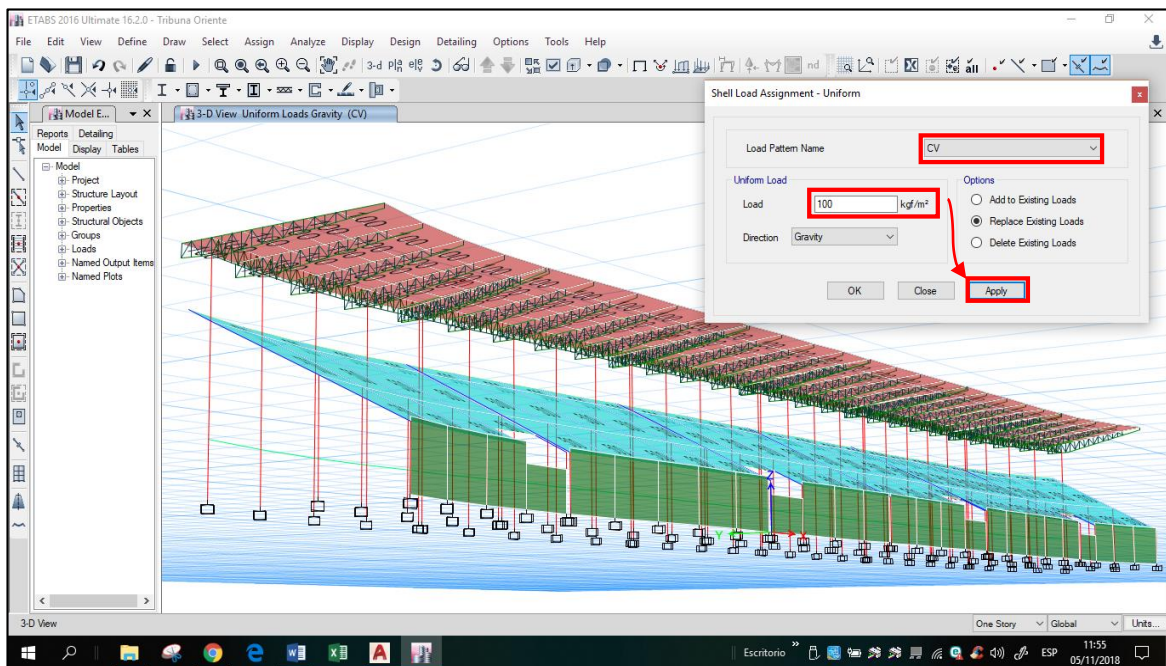 ETABS 2016 Ultimate 16.2.0 - Tribuna Oriente
File Edit View Define Draw Select Assign Analyze Display Design Detailing Options Tools Help
3-d
nd
all
Model E...
3-D View Uniform Loads Gravity (CV)
Reports Detailing
Model Display Tables
Model
Project
Structure Layout
Properties
Structural Objects
Groups
Loads
Named Output Items
Named Plots
Shell Load Assignment - Uniform
Load Pattern Name CV
Uniform Load
Load 100 kgf/m²
Direction Gravity
Options
Add to Existing Loads
Replace Existing Loads
Delete Existing Loads
OK Close Apply
Z
Y X
3-D View One Story Global Units...
Escritorio ESP 11:55
05/11/2018